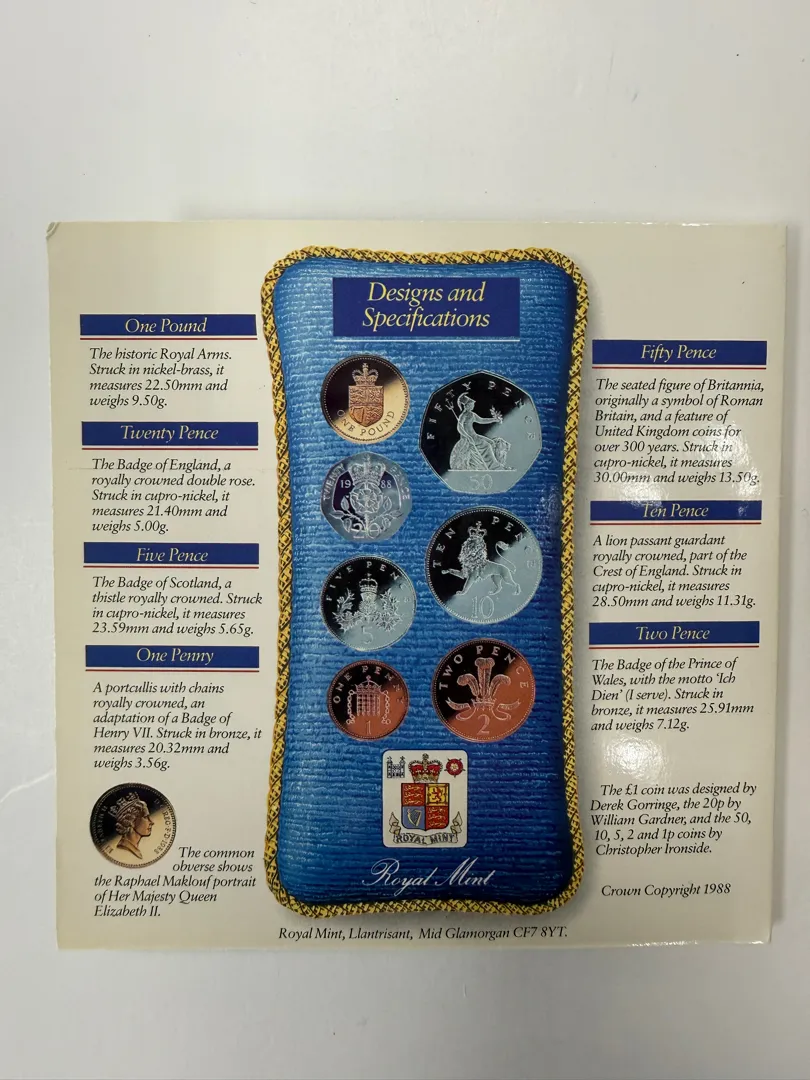 Designs and
Specifications
One Pound
The historic Royal Arms.
Struck in nickel-brass, it
measures 22.50mm and
weighs 9.50g.
Twenty Pence
The Badge of England, a
royally crowned double rose.
Struck in cupro-nickel, it
measures 21.40mm and
weighs 5.00g.
Five Pence
The Badge of Scotland, a
thistle royally crowned. Struck
in cupro-nickel, it measures
23.59mm and weighs 5.65g.
One Penny
A portcullis with chains
royally crowned, an
adaptation of a Badge of
Henry VII. Struck in bronze, it
measures 20.32mm and
weighs 3.56g.
The common
obverse shows
the Raphael Maklouf portrait
of Her Majesty Queen
Elizabeth II.
ONE POUND
FIFTY PENCE
50
TWENTY
1988
TEN PENCE
10
FIVE PEN
5
ONE PENN
1
TWO PENCE
2
ROYAL MINT
Royal Mint
Fifty Pence
The seated figure of Britannia,
originally a symbol of Roman
Britain, and a feature of
United Kingdom coins for
over 300 years. Struck in
cupro-nickel, it measures
30.00mm and weighs 13.50g.
Ten Pence
A lion passant guardant
royally crowned, part of the
Crest of England. Struck in
cupro-nickel, it measures
28.50mm and weighs 11.31g.
Two Pence
The Badge of the Prince of
Wales, with the motto ‘Ich
Dien’ (I serve). Struck in
bronze, it measures 25.91mm
and weighs 7.12g.
The £1 coin was designed by
Derek Gorringe, the 20p by
William Gardner, and the 50,
10, 5, 2 and 1p coins by
Christopher Ironside.
Crown Copyright 1988
Royal Mint, Llantrisant, Mid Glamorgan CF7 8YT.